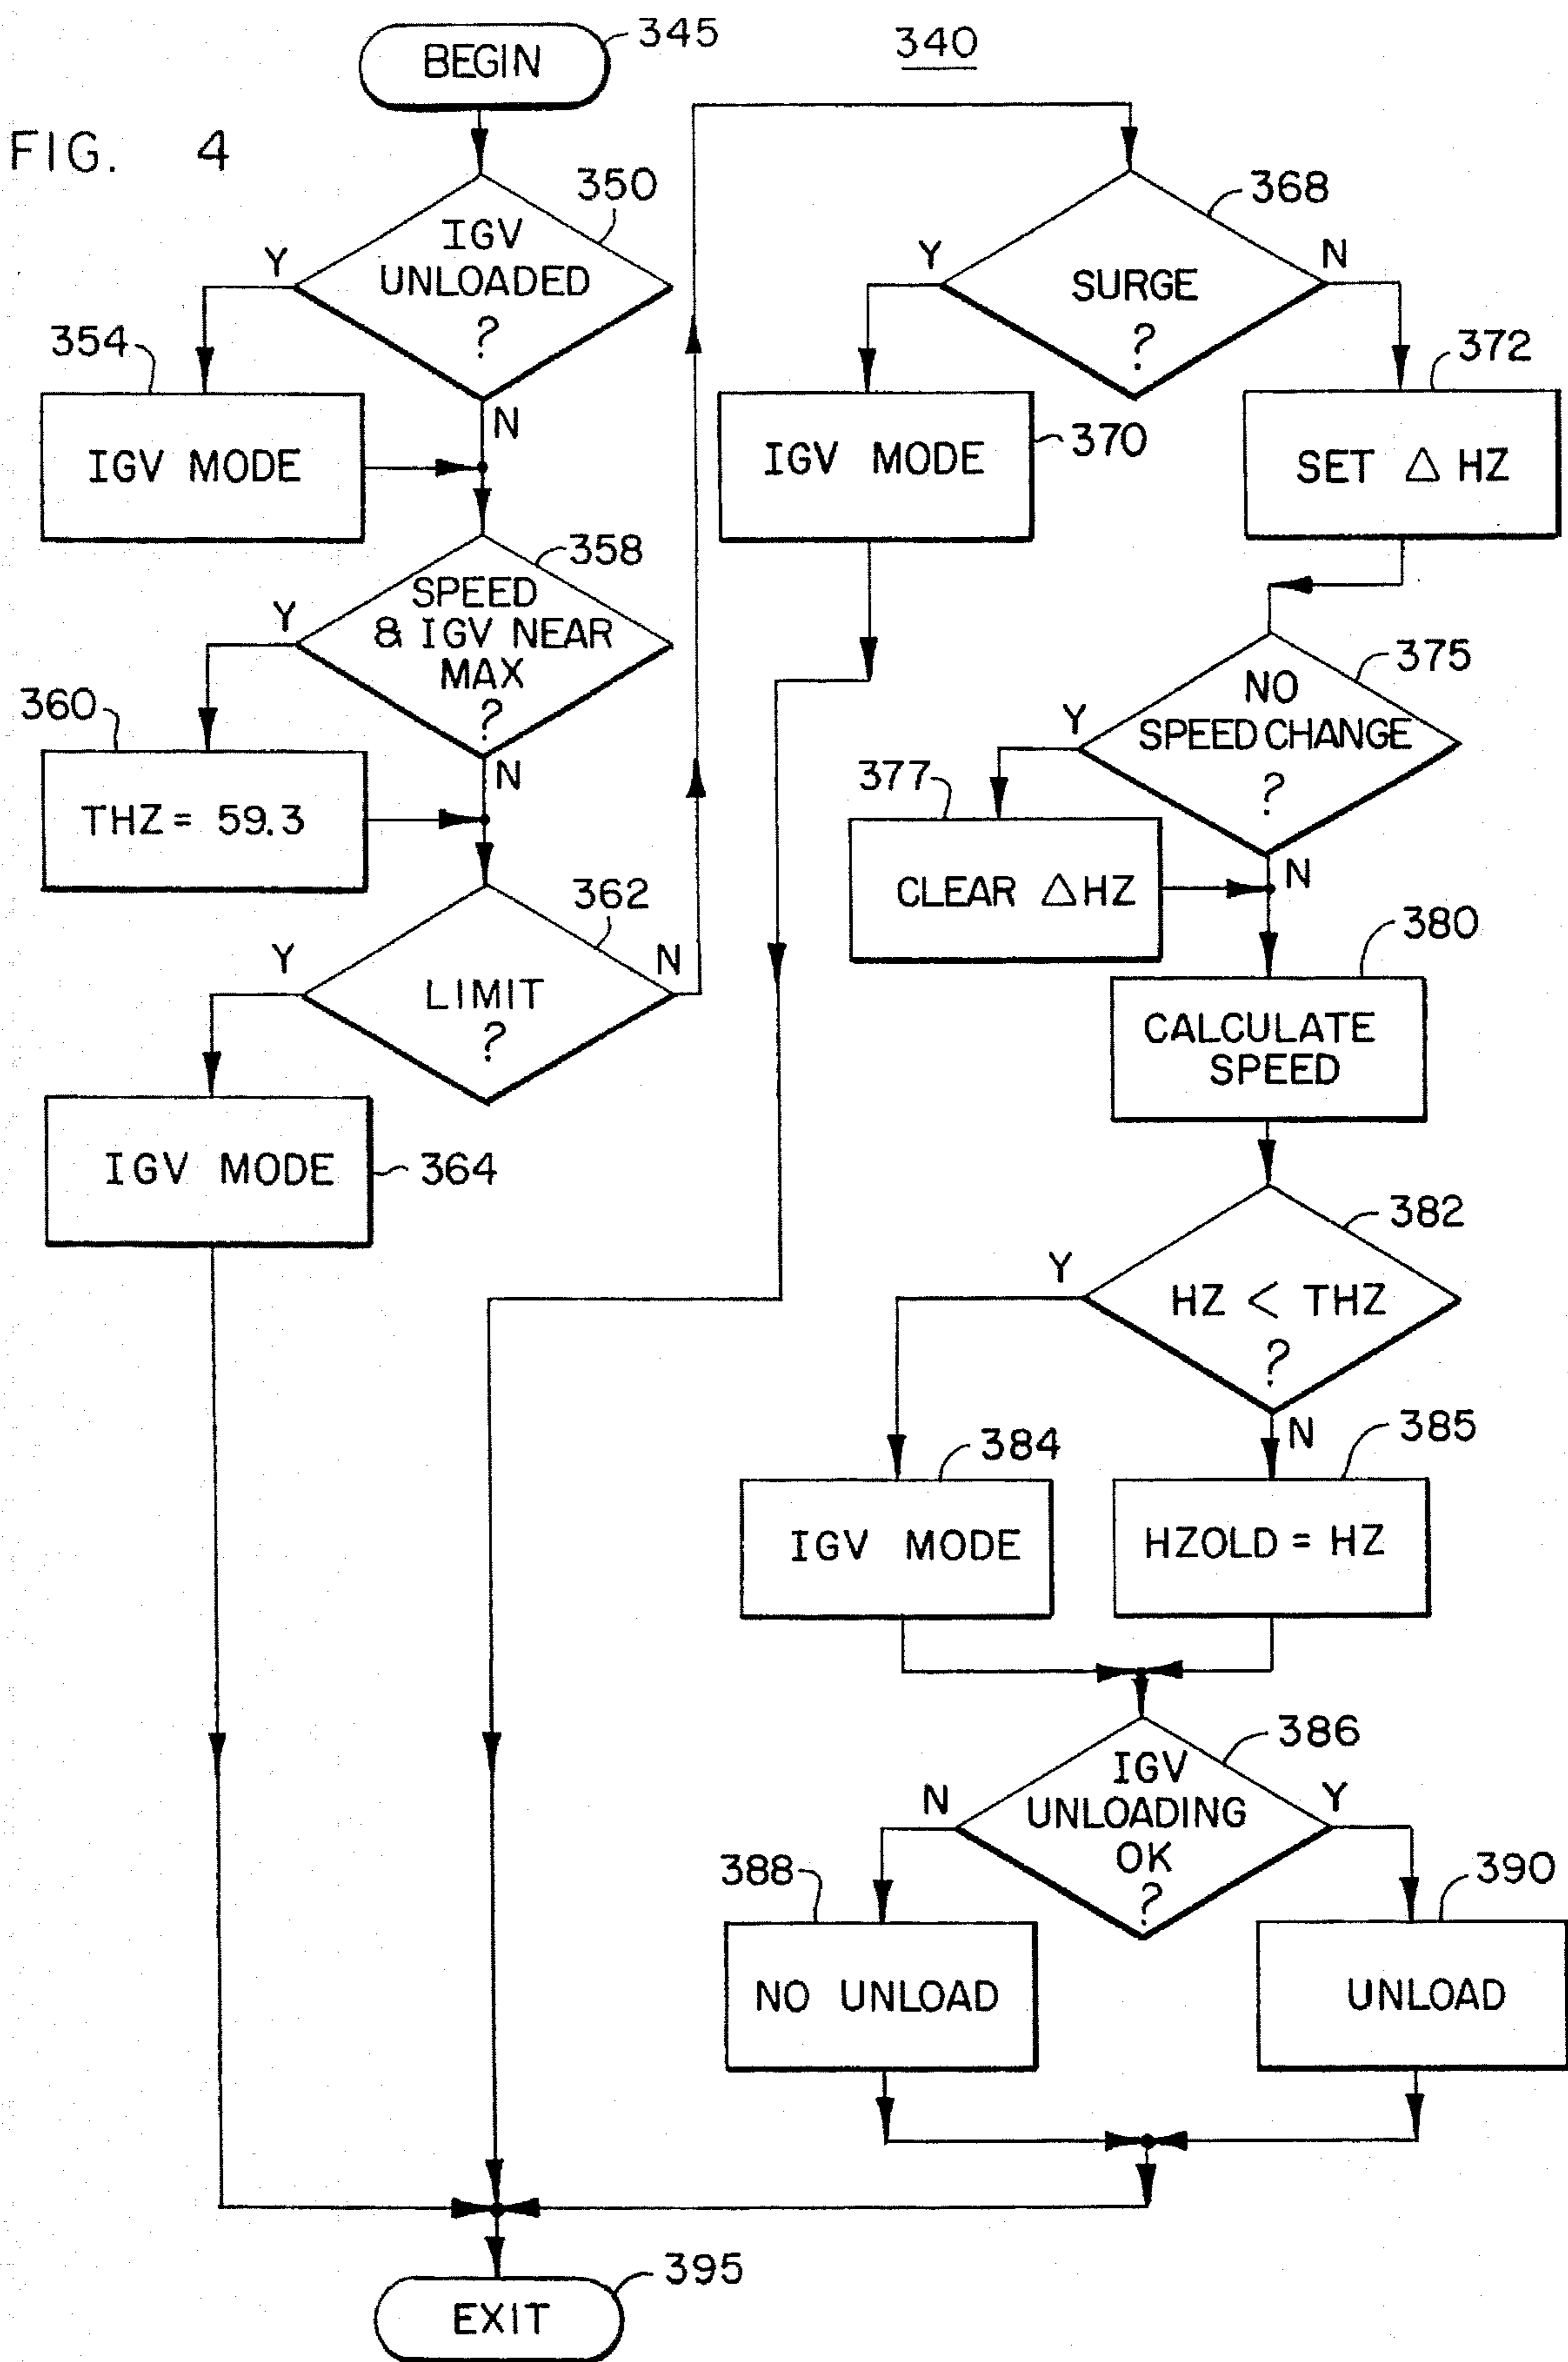 FIG. 4
340
BEGIN
345
IGV
UNLOADED
?
350
Y
N
354
IGV MODE
SPEED
& IGV NEAR
MAX
?
358
Y
N
360
THZ = 59.3
LIMIT
?
362
Y
N
IGV MODE
364
SURGE
?
368
Y
N
IGV MODE
370
372
SET △ HZ
NO
SPEED CHANGE
?
375
Y
N
377
CLEAR △HZ
380
CALCULATE
SPEED
HZ < THZ
?
382
Y
N
384
IGV MODE
385
HZOLD = HZ
IGV
UNLOADING
OK
?
386
N
Y
388
NO UNLOAD
390
UNLOAD
EXIT
395